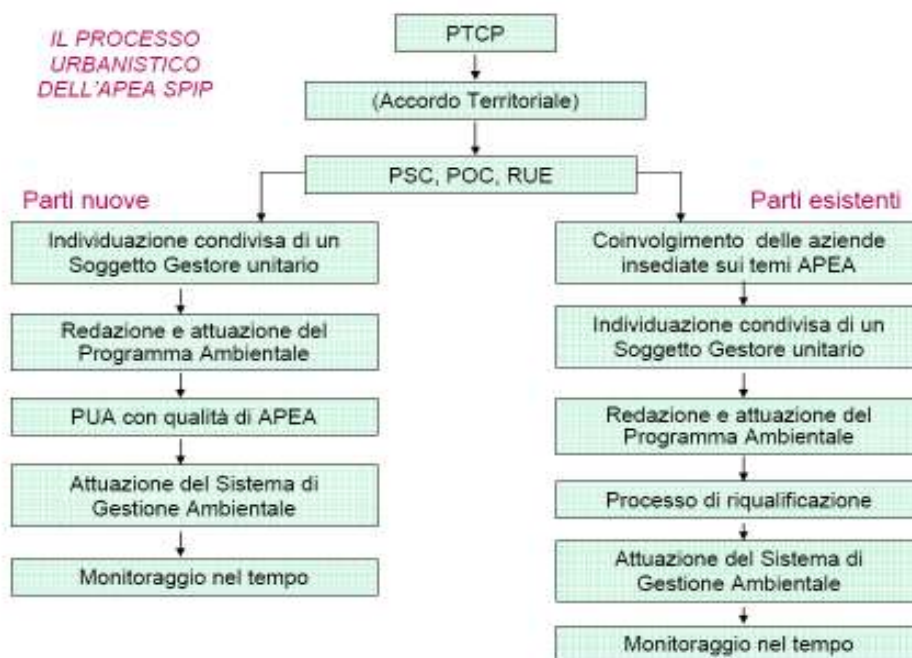 IL PROCESSO
URBANISTICO
DELL'APEA SPIP
PTCP
(Accordo Territoriale)
PSC, POC, RUE
Parti nuove
Individuazione condivisa di un
Soggetto Gestore unitario
Redazione e attuazione del
Programma Ambientale
PUA con qualità di APEA
Attuazione del Sistema di
Gestione Ambientale
Monitoraggio nel tempo
Parti esistenti
Coinvolgimento delle aziende
insediate sui temi APEA
Individuazione condivisa di un
Soggetto Gestore unitario
Redazione e attuazione del
Programma Ambientale
Processo di riqualificazione
Attuazione del Sistema di
Gestione Ambientale
Monitoraggio nel tempo